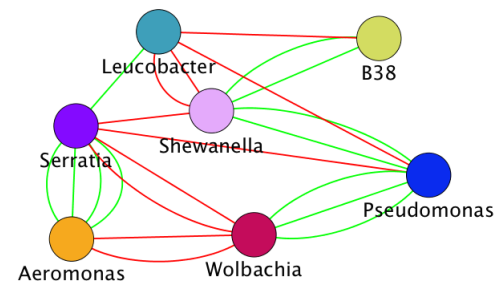 Leucobacter
B38
Shewanella
Serratia
Pseudomonas
Wolbachia
Aeromonas